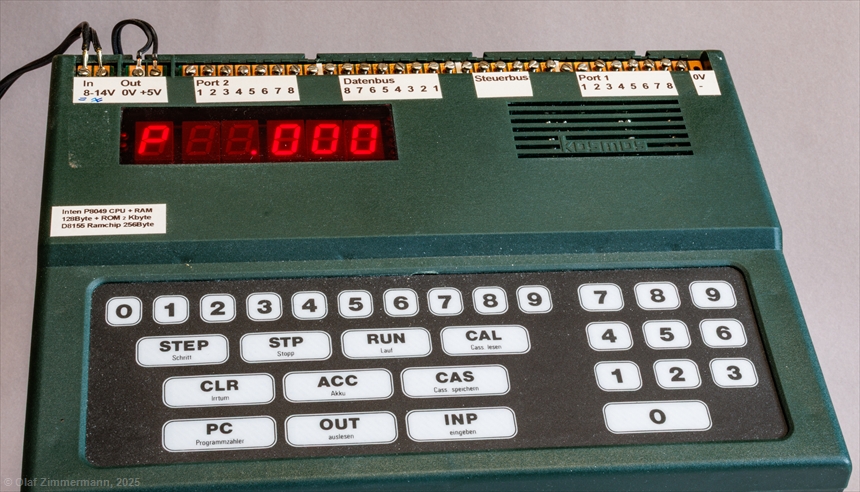 In
8-14V
Out
0V +5V
Port 2
1 2 3 4 5 6 7 8
Datenbus
8 7 6 5 4 3 2 1
Steuerbus
Port 1
1 2 3 4 5 6 7 8
0V
-
P .000
kosmos
Inten P8049 CPU + RAM
128Byte + ROM 2 Kbyte
D8155 Ramchip 256Byte
0 1 2 3 4 5 6 7 8 9
7 8 9
STEP
Schritt
STP
Stopp
RUN
Lauf
CAL
Cass. lesen
4 5 6
CLR
Irrtum
ACC
Akku
CAS
Cass. speichern
1 2 3
PC
Programmzähler
OUT
auslesen
INP
eingeben
0
© Olaf Zimmermann, 2025